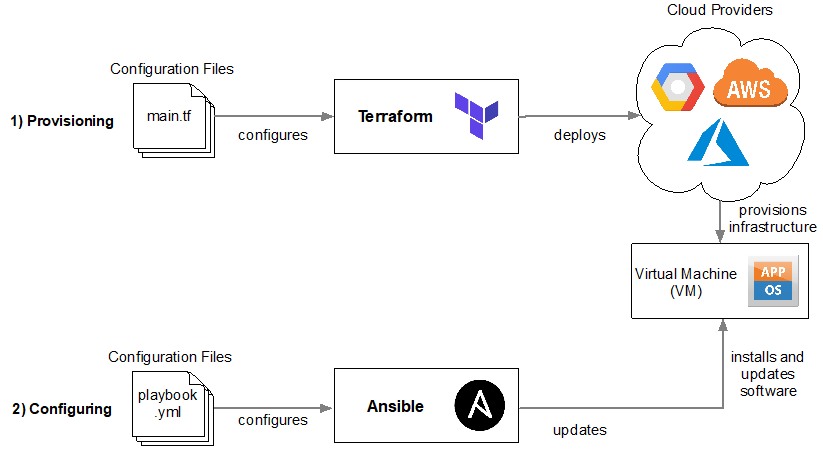 Cloud Providers
Configuration Files
AWS
1) Provisioning
main.tf
Terraform
configures
deploys
provisions
infrastructure
Virtual Machine
(VM)
APP
OS
Configuration Files
installs and
updates
software
2) Configuring
playbook
.yml
Ansible
configures
updates